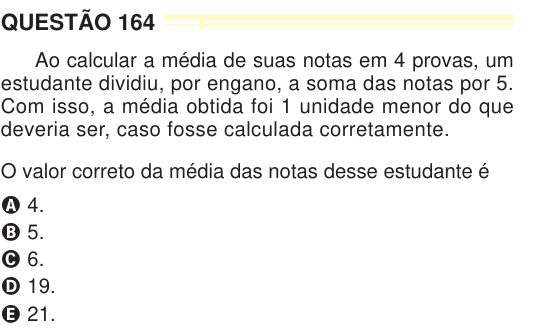 QUESTÃO 164
Ao calcular a média de suas notas em 4 provas, um
estudante dividiu, por engano, a soma das notas por 5.
Com isso, a média obtida foi 1 unidade menor do que
deveria ser, caso fosse calculada corretamente.
O valor correto da média das notas desse estudante é
A 4.
B 5.
C 6.
D 19.
E 21.